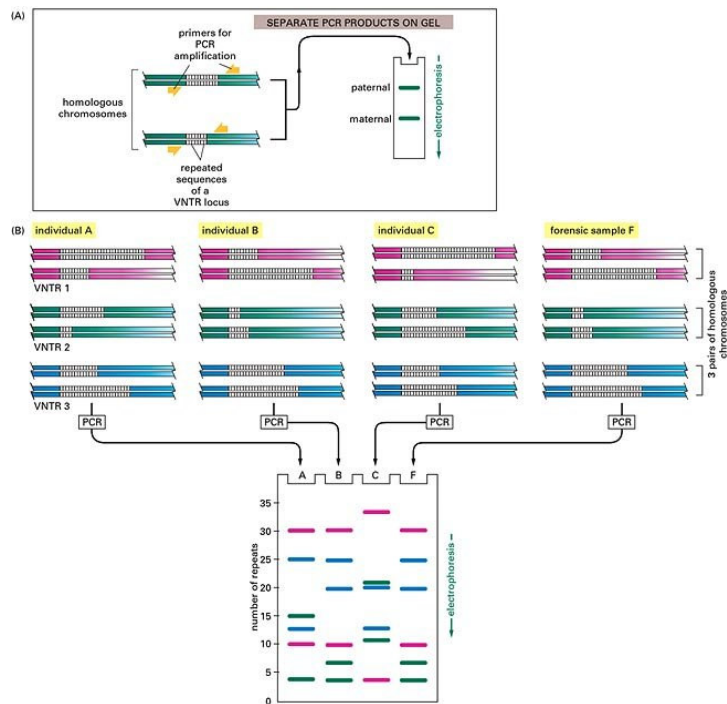 (A)
SEPARATE PCR PRODUCTS ON GEL
primers for
PCR
amplification
homologous
chromosomes
repeated
sequences
of a
VNTR locus
paternal
maternal
electrophoresis
(B)
individual A
individual B
individual C
forensic sample F
VNTR 1
VNTR 2
VNTR 3
3 pairs of homologous
chromosomes
PCR
PCR
PCR
PCR
A B C F
number of repeats
35
30
25
20
15
10
5
0
electrophoresis